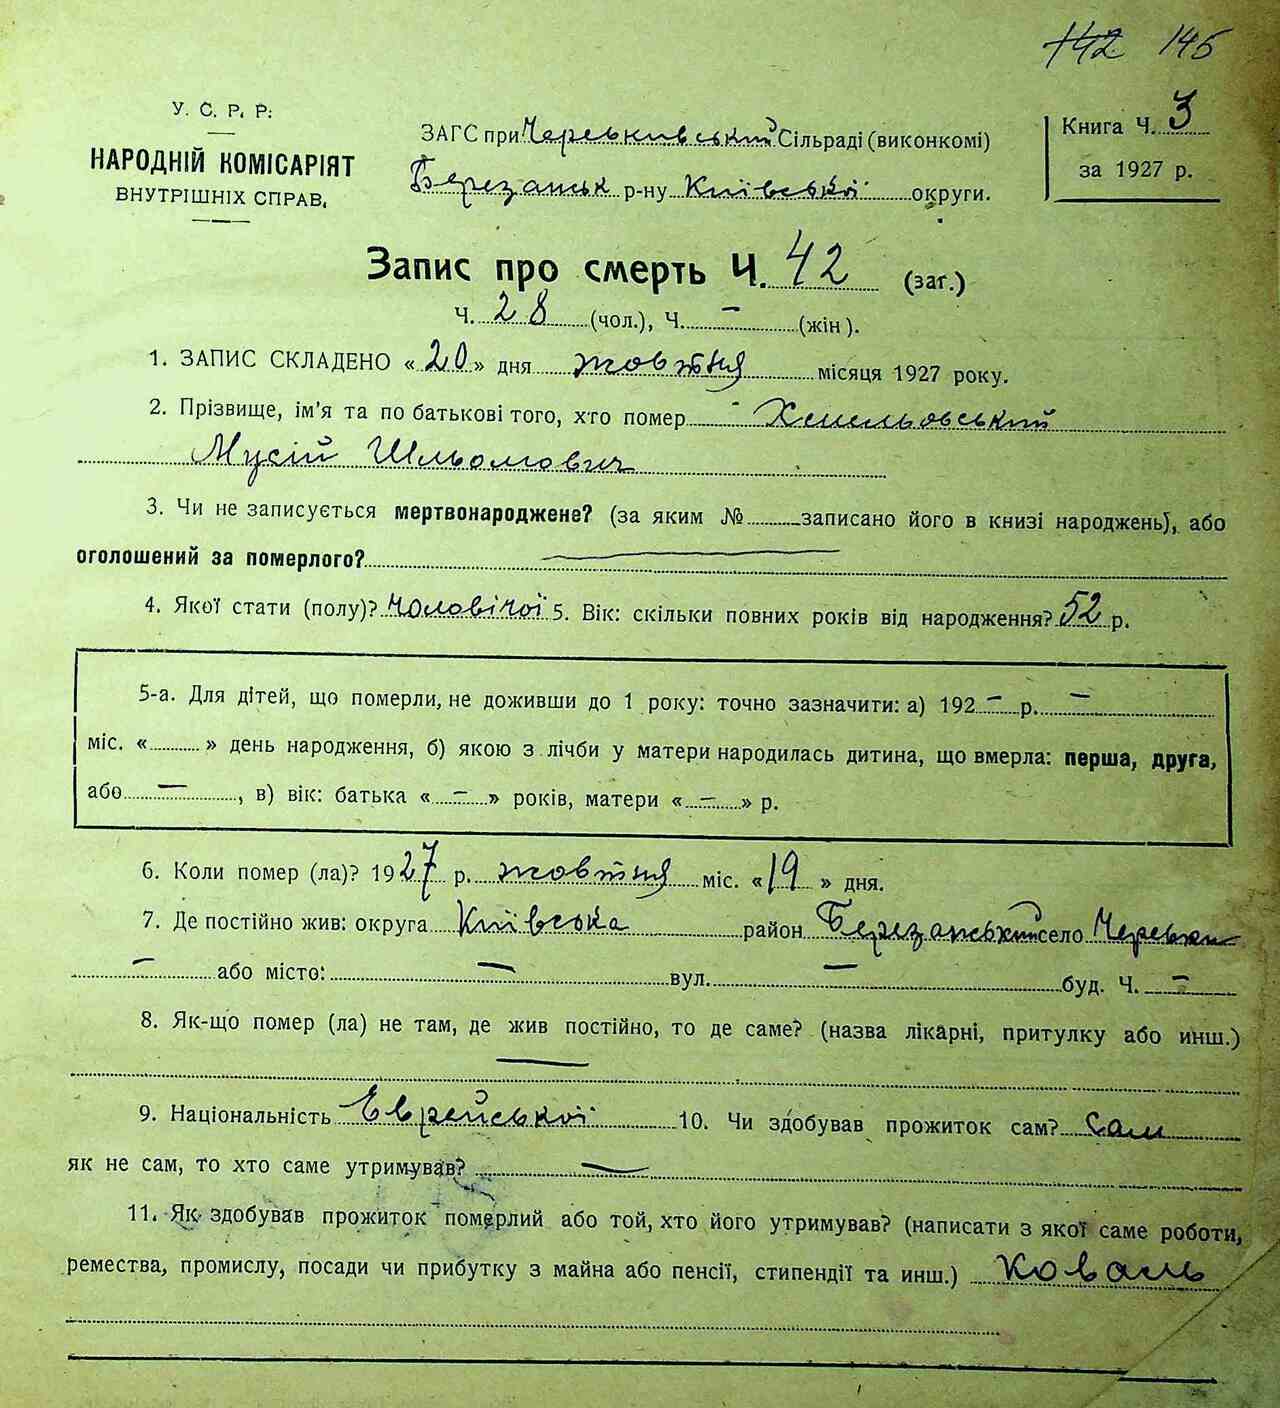 142 145
У. С. Р. Р.
НАРОДНІЙ КОМІСАРІЯТ
ВНУТРІШНІХ СПРАВ.
ЗАГС при Черьківський Сільраді (виконкомі)
Березанськ р-ну Київської округи.
Книга Ч. 3
за 1927 р.
Запис про смерть Ч. 42 (заг.)
Ч. 28 (чол.), Ч. – (жін).
1. ЗАПИС СКЛАДЕНО «20» дня жовтня місяця 1927 року.
2. Прізвище, ім'я та по батькові того, хто помер Хмельовський
Мусій Шльомович
3. Чи не записується мертвонароджене? (за яким № записано його в книзі народжень), або
оголошений за померлого?
4. Якої стати (полу)? Чоловічої 5. Вік: скільки повних років від народження? 52 р.
5-а. Для дітей, що померли, не доживши до 1 року: точно зазначити: а) 192 – р. –
міс. « » день народження, б) якою з лічби у матери народилась дитина, що вмерла: перша, друга,
або –, в) вік: батька « – » років, матери « – » р.
6. Коли помер (ла)? 1927 р. жовтня міс. «19» дня.
7. Де постійно жив: округа Київська район Березанський село Черевки
– або місто: – вул. – буд. Ч. –
8. Як-що помер (ла) не там, де жив постійно, то де саме? (назва лікарні, притулку або инш.)
–
9. Національність Єврейської 10. Чи здобував прожиток сам? сам
як не сам, то хто саме утримував? –
11. Як здобував прожиток померлий або той, хто його утримував? (написати з якої саме роботи,
ремества, промислу, посади чи прибутку з майна або пенсії, стипендії та инш.) Коваль